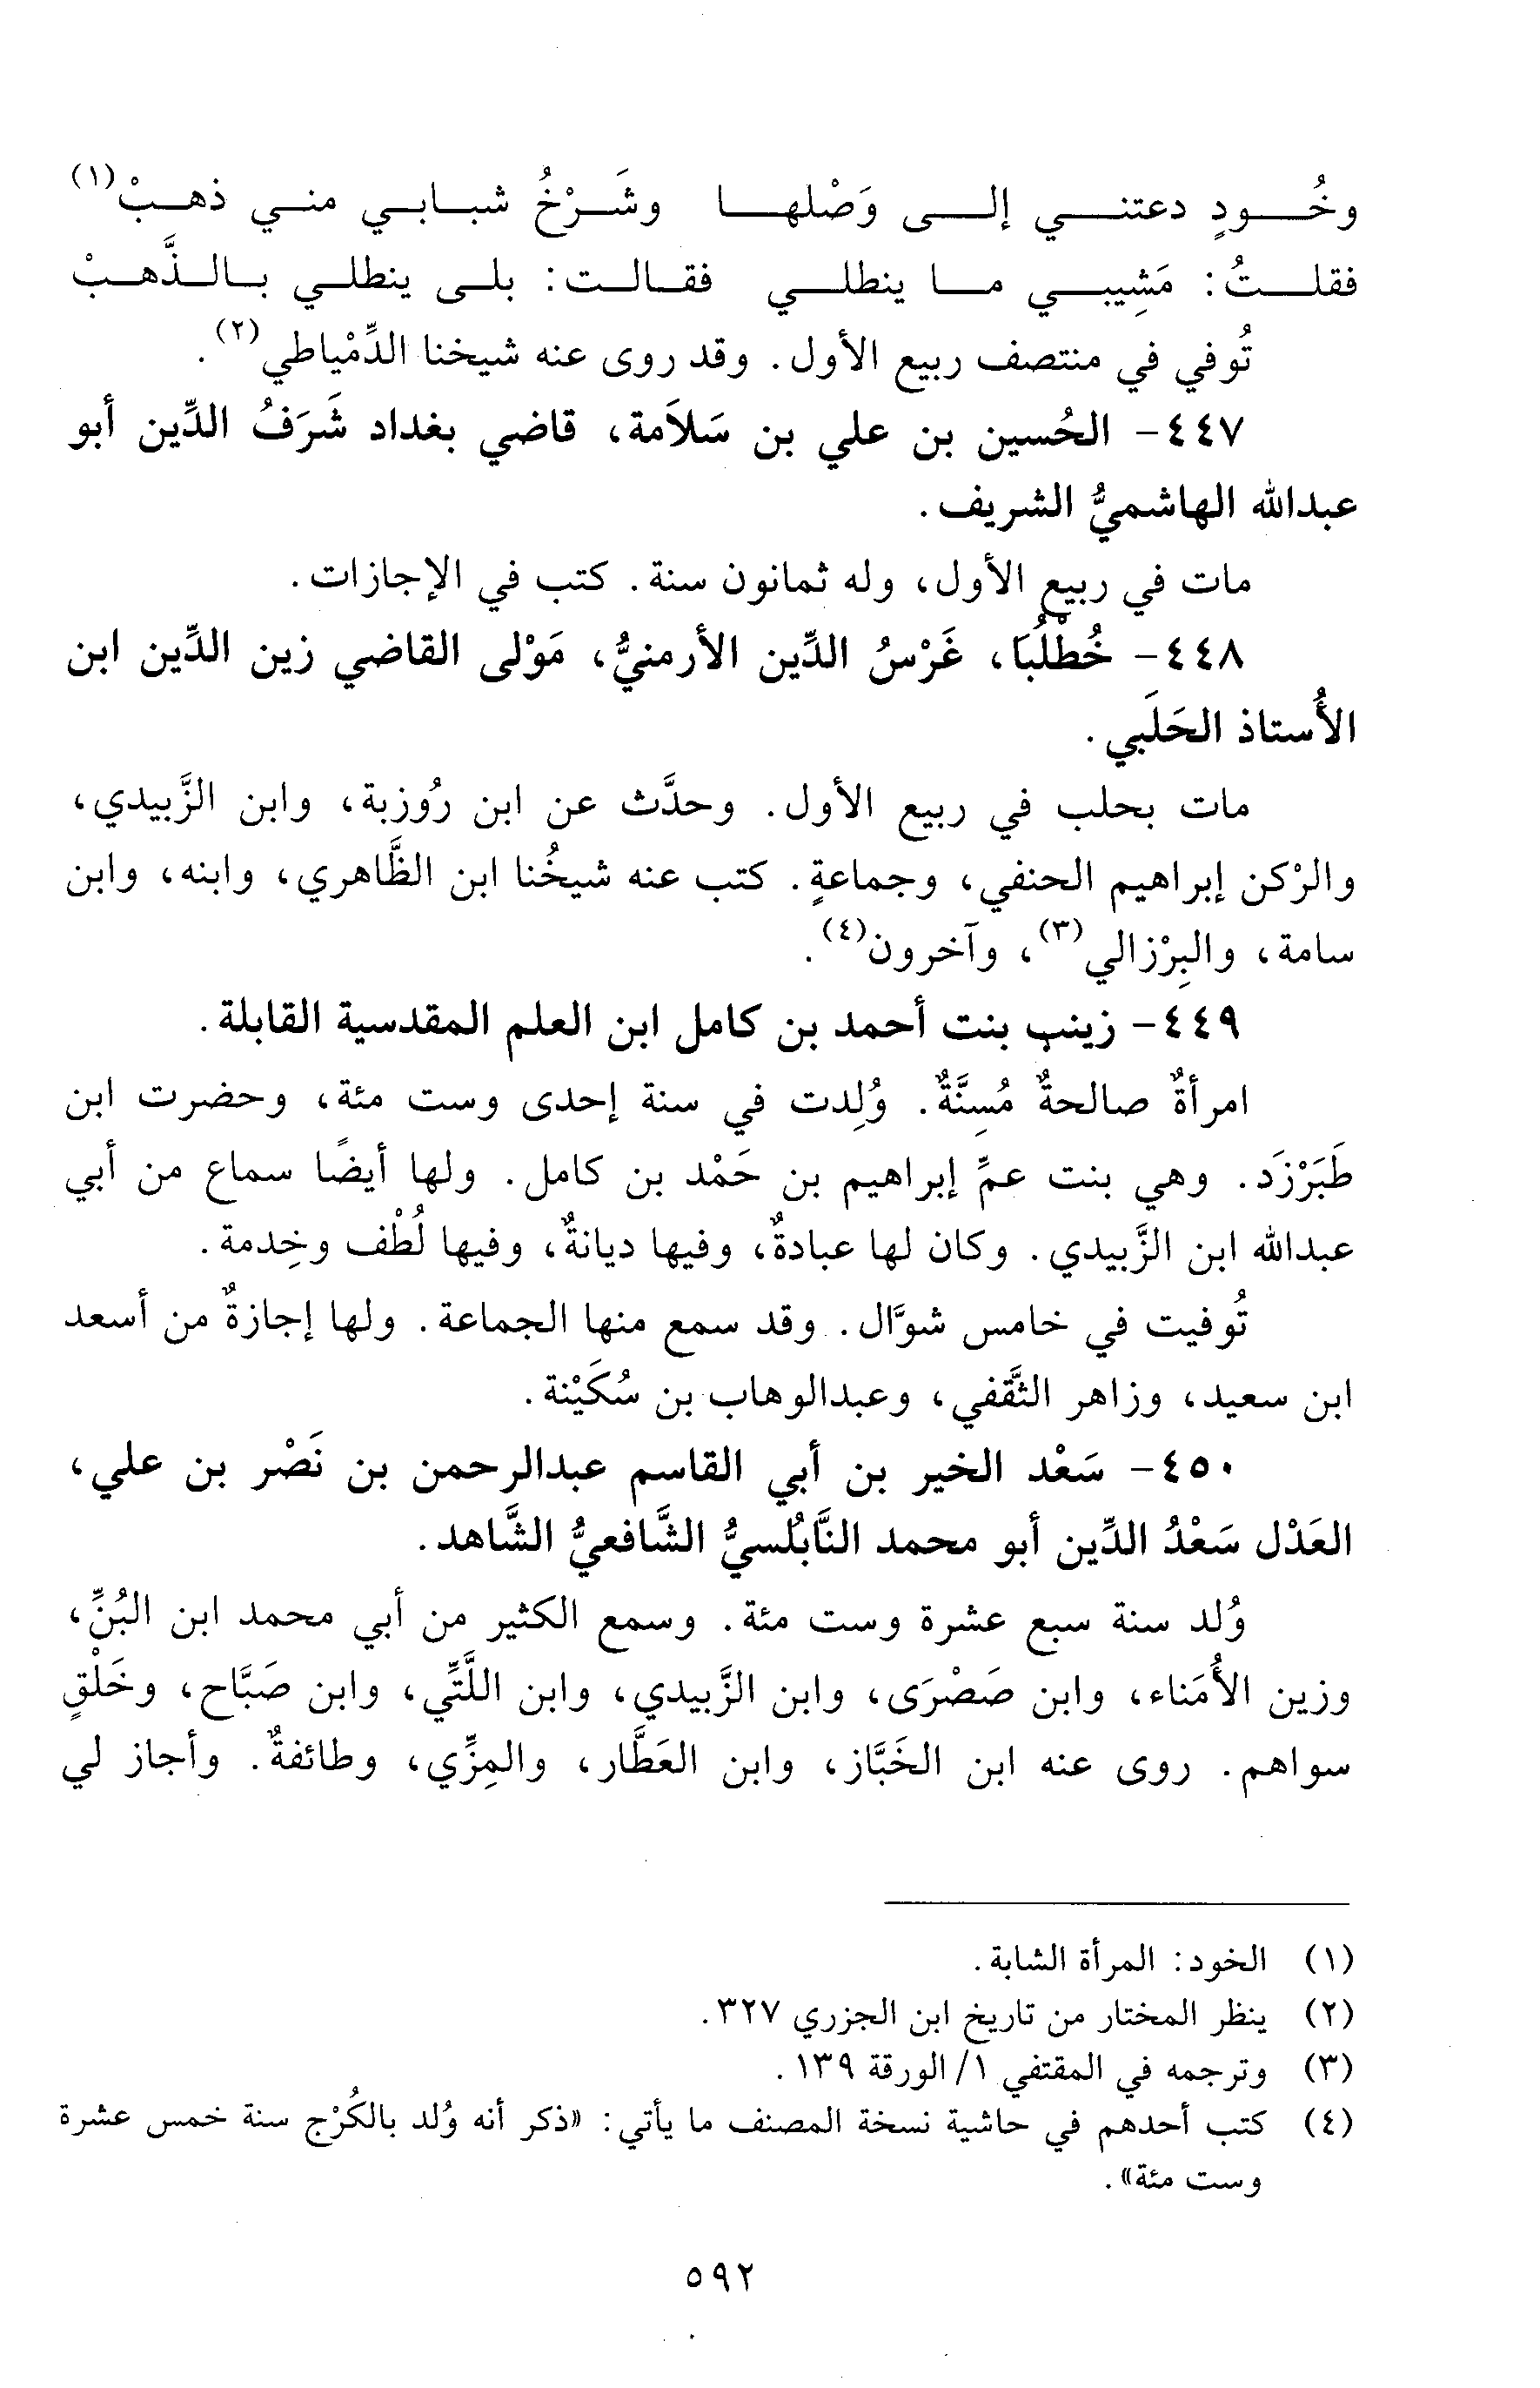 وخُودٍ دعتني إلى وَصْلها وشَرْخُ شبابي مني ذهبْ(١)
فقلتُ: مَشِيبي ما ينطلي فقالت: بلى ينطلي بالذَّهبْ
تُوفي في منتصف ربيع الأول. وقد روى عنه شيخنا الدِّمْياطي(٢).
٤٤٧- الحُسين بن علي بن سَلاَمة، قاضي بغداد شَرَفُ الدِّين أبو
عبدالله الهاشميُّ الشريف.
مات في ربيع الأول، وله ثمانون سنة. كتب في الإجازات.
٤٤٨- خُطْلُبَا، غَرْسُ الدِّين الأرمنيُّ، مَوْلى القاضي زين الدِّين ابن
الأُستاذ الحَلَبي.
مات بحلب في ربيع الأول. وحدَّث عن ابن رُوزبة، وابن الزَّبيدي،
والرْكن إبراهيم الحنفي، وجماعةٍ. كتب عنه شيخُنا ابن الظَّاهري، وابنه، وابن
سامة، والبِرْزالي(٣)، وآخرون(٤).
٤٤٩- زينب بنت أحمد بن كامل ابن العلم المقدسية القابلة.
امرأةٌ صالحةٌ مُسِنَّةٌ. وُلِدت في سنة إحدى وست مئة، وحضرت ابن
طَبَرْزَد. وهي بنت عمِّ إبراهيم بن حَمْد بن كامل. ولها أيضًا سماع من أبي
عبدالله ابن الزَّبيدي. وكان لها عبادةٌ، وفيها ديانةٌ، وفيها لُطْف وخِدمة.
تُوفيت في خامس شوَّال. وقد سمع منها الجماعة. ولها إجازةٌ من أسعد
ابن سعيد، وزاهر الثَّقفي، وعبدالوهاب بن سُكَيْنة.
٤٥٠- سَعْد الخير بن أبي القاسم عبدالرحمن بن نَصْر بن علي،
العَدْل سَعْدُ الدِّين أبو محمد النَّابُلسيُّ الشَّافعيُّ الشَّاهد.
وُلد سنة سبع عشرة وست مئة. وسمع الكثير من أبي محمد ابن البُنِّ،
وزين الأُمَناء، وابن صَصْرَى، وابن الزَّبيدي، وابن اللَّتِّي، وابن صَبَّاح، وخَلْقٍ
سواهم. روى عنه ابن الخَبَّاز، وابن العَطَّار، والمِزِّي، وطائفةٌ. وأجاز لي
(١) الخود: المرأة الشابة.
(٢) ينظر المختار من تاريخ ابن الجزري ٣٢٧.
(٣) وترجمه في المقتفي ١/ الورقة ١٣٩.
(٤) كتب أحدهم في حاشية نسخة المصنف ما يأتي: «ذكر أنه وُلد بالكُرْج سنة خمس عشرة
وست مئة».
٥٩٢